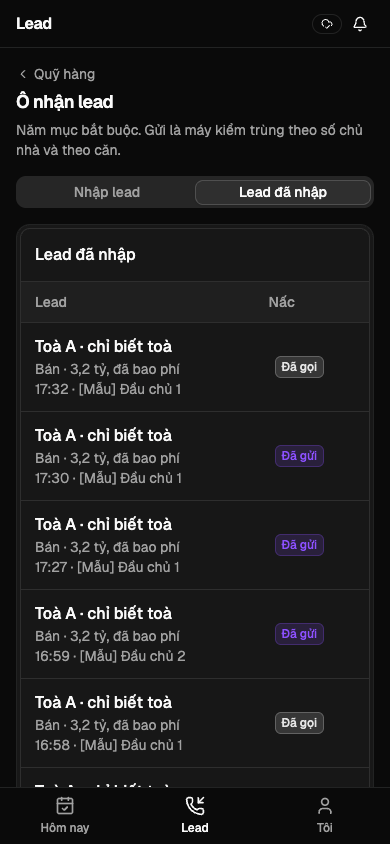 Lead
Quỹ hàng
Ô nhận lead
Năm mục bắt buộc. Gửi là máy kiểm trùng theo số chủ
nhà và theo căn.
Nhập lead
Lead đã nhập
Lead đã nhập
Lead
Nấc
Toà A · chỉ biết toà
Bán · 3,2 tỷ, đã bao phí
17:32 · [Mẫu] Đầu chủ 1
Đã gọi
Toà A · chỉ biết toà
Bán · 3,2 tỷ, đã bao phí
17:30 · [Mẫu] Đầu chủ 1
Đã gửi
Toà A · chỉ biết toà
Bán · 3,2 tỷ, đã bao phí
17:27 · [Mẫu] Đầu chủ 1
Đã gửi
Toà A · chỉ biết toà
Bán · 3,2 tỷ, đã bao phí
16:59 · [Mẫu] Đầu chủ 2
Đã gửi
Toà A · chỉ biết toà
Bán · 3,2 tỷ, đã bao phí
16:58 · [Mẫu] Đầu chủ 1
Đã gọi
Hôm nay
Lead
Tôi